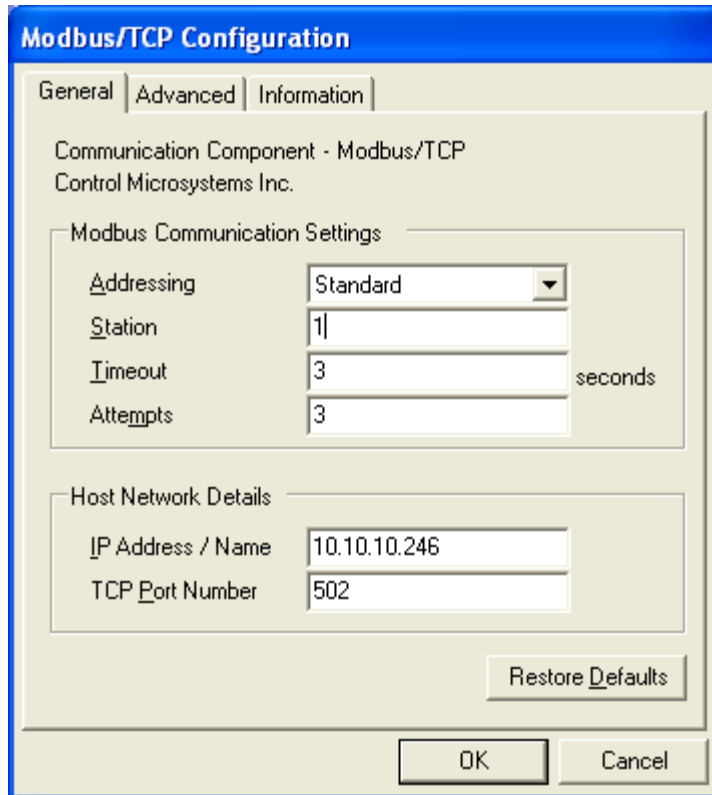 Modbus/TCP Configuration
General Advanced Information
Communication Component - Modbus/TCP
Control Microsystems Inc.
Modbus Communication Settings
Addressing Standard
Station 1
Timeout 3 seconds
Attempts 3
Host Network Details
IP Address / Name 10.10.10.246
TCP Port Number 502
Restore Defaults
OK Cancel